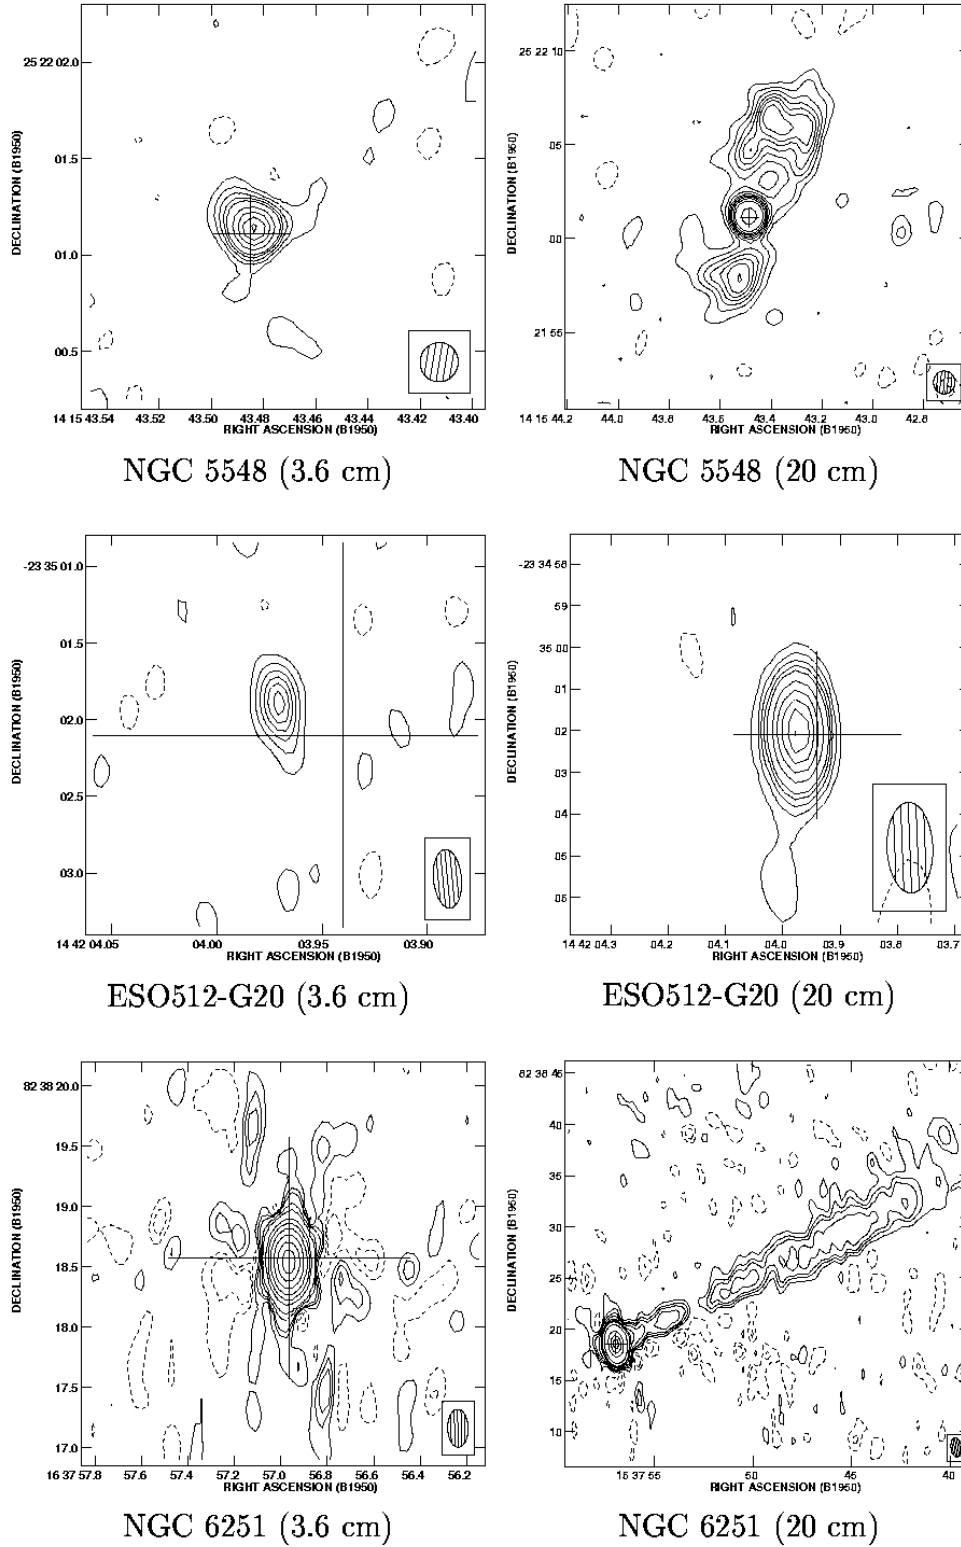 25 22 02.0
01.5
01.0
00.5
DECLINATION (B1950)
14 15 43.54 43.52 43.50 43.48 43.46 43.44 43.42 43.40
RIGHT ASCENSION (B1950)
NGC 5548 (3.6 cm)
25 22 10
05
00
21 55
DECLINATION (B1950)
14 15 44.2 44.0 43.8 43.6 43.4 43.2 43.0 42.8
RIGHT ASCENSION (B1950)
NGC 5548 (20 cm)
-23 35 01.0
01.5
02.0
02.5
03.0
DECLINATION (B1950)
14 42 04.05 04.00 03.95 03.90
RIGHT ASCENSION (B1950)
ESO512-G20 (3.6 cm)
-23 34 58
59
35 00
01
02
03
04
05
06
DECLINATION (B1950)
14 42 04.3 04.2 04.1 04.0 03.9 03.8 03.7
RIGHT ASCENSION (B1950)
ESO512-G20 (20 cm)
82 38 20.0
19.5
19.0
18.5
18.0
17.5
17.0
DECLINATION (B1950)
16 37 57.8 57.6 57.4 57.2 57.0 56.8 56.6 56.4 56.2
RIGHT ASCENSION (B1950)
NGC 6251 (3.6 cm)
82 38 45
40
35
30
25
20
15
10
DECLINATION (B1950)
16 37 55 50 45 40
RIGHT ASCENSION (B1950)
NGC 6251 (20 cm)